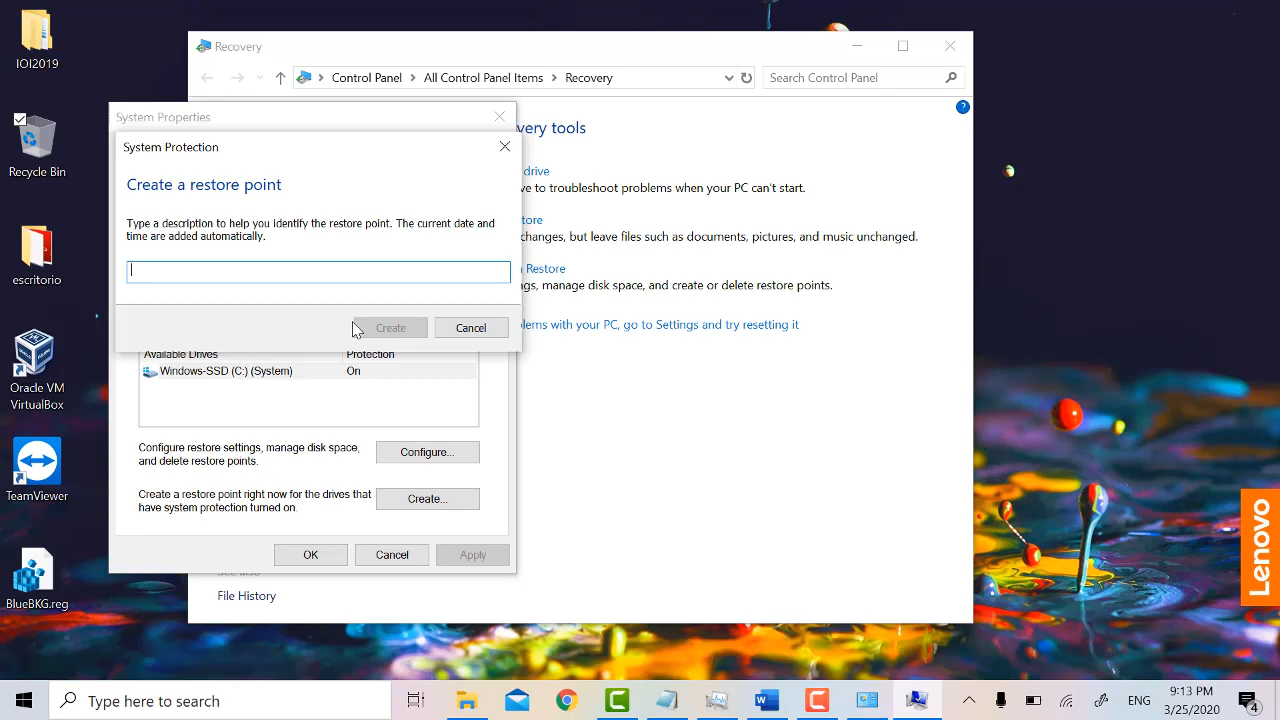 IOI2019
Recycle Bin
escritorio
Oracle VM
VirtualBox
TeamViewer
BlueBKG.reg
Recovery
Control Panel
All Control Panel Items
Recovery
Search Control Panel
very tools
drive
ve to troubleshoot problems when your PC can't start.
tore
changes, but leave files such as documents, pictures, and music unchanged.
Restore
gs, manage disk space, and create or delete restore points.
lems with your PC, go to Settings and try resetting it
File History
System Properties
System Protection
Create a restore point
Type a description to help you identify the restore point. The current date and
time are added automatically.
Create
Cancel
Available Drives
Protection
Windows-SSD (C:) (System)
On
Configure restore settings, manage disk space,
and delete restore points.
Configure...
Create a restore point right now for the drives that
have system protection turned on.
Create...
OK
Cancel
Apply
Lenovo
Type here to search
ENG
9:13 PM
3/25/2020
4